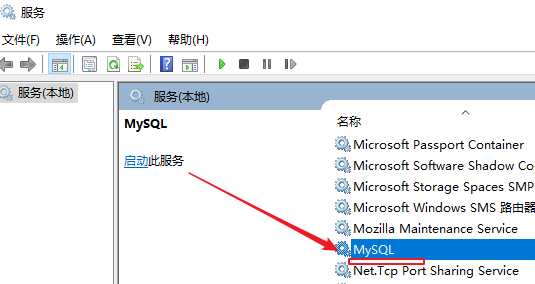 服务
文件(F) 操作(A) 查看(V) 帮助(H)
服务(本地)
服务(本地)
MySQL
启动此服务
名称
Microsoft Passport Container
Microsoft Software Shadow Co
Microsoft Storage Spaces SMP
Microsoft Windows SMS 路由器
Mozilla Maintenance Service
MySQL
Net.Tcp Port Sharing Service